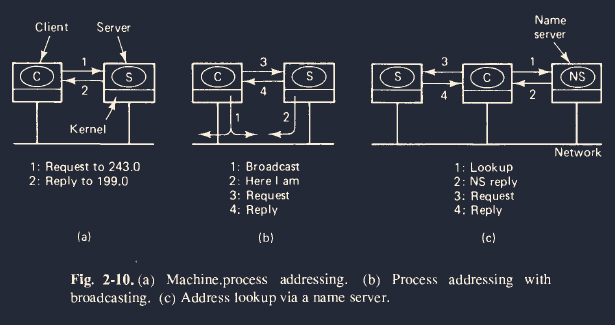 Client
Server
Name
server
1
C
S
2
Kernel
3
C
S
4
1
2
3
1
S
C
NS
4
2
Network
1: Request to 243.0
2: Reply to 199.0
1: Broadcast
2: Here I am
3: Request
4: Reply
1: Lookup
2: NS reply
3: Request
4: Reply
(a)
(b)
(c)
Fig. 2-10. (a) Machine.process addressing. (b) Process addressing with
broadcasting. (c) Address lookup via a name server.